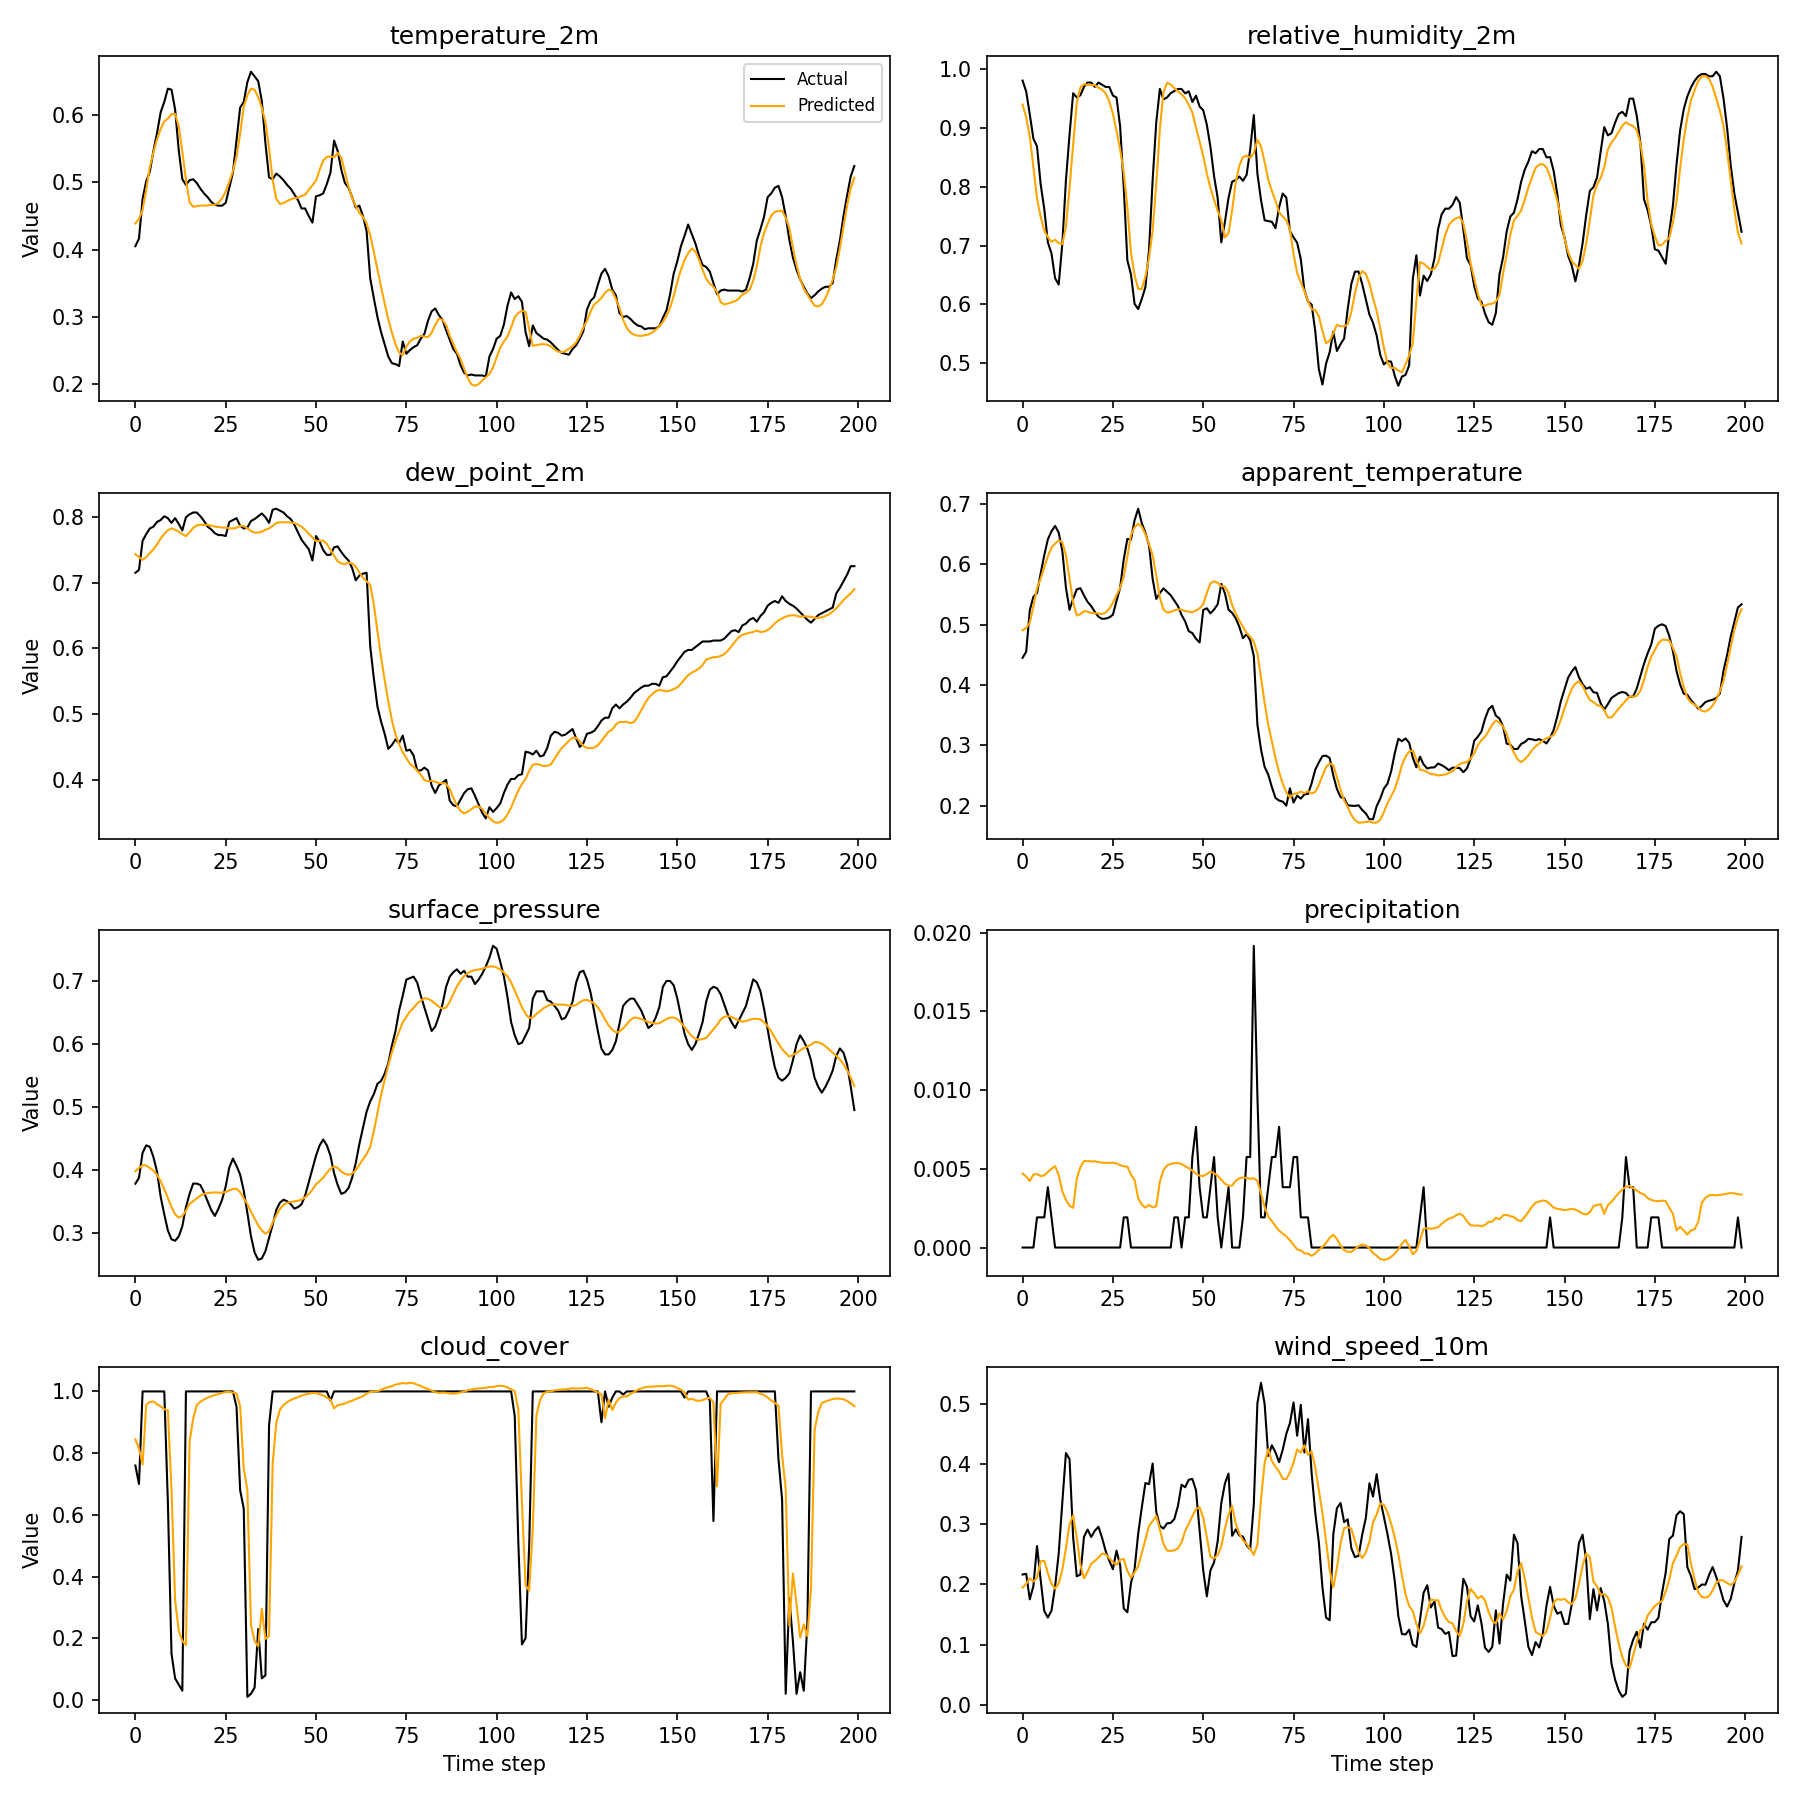 temperature_2m
Actual
Predicted
Value
0.6
0.5
0.4
0.3
0.2
0 25 50 75 100 125 150 175 200
relative_humidity_2m
1.0
0.9
0.8
0.7
0.6
0.5
0 25 50 75 100 125 150 175 200
dew_point_2m
Value
0.8
0.7
0.6
0.5
0.4
0 25 50 75 100 125 150 175 200
apparent_temperature
0.7
0.6
0.5
0.4
0.3
0.2
0 25 50 75 100 125 150 175 200
surface_pressure
Value
0.7
0.6
0.5
0.4
0.3
0 25 50 75 100 125 150 175 200
precipitation
0.020
0.015
0.010
0.005
0.000
0 25 50 75 100 125 150 175 200
cloud_cover
Value
1.0
0.8
0.6
0.4
0.2
0.0
0 25 50 75 100 125 150 175 200
Time step
wind_speed_10m
0.5
0.4
0.3
0.2
0.1
0.0
0 25 50 75 100 125 150 175 200
Time step